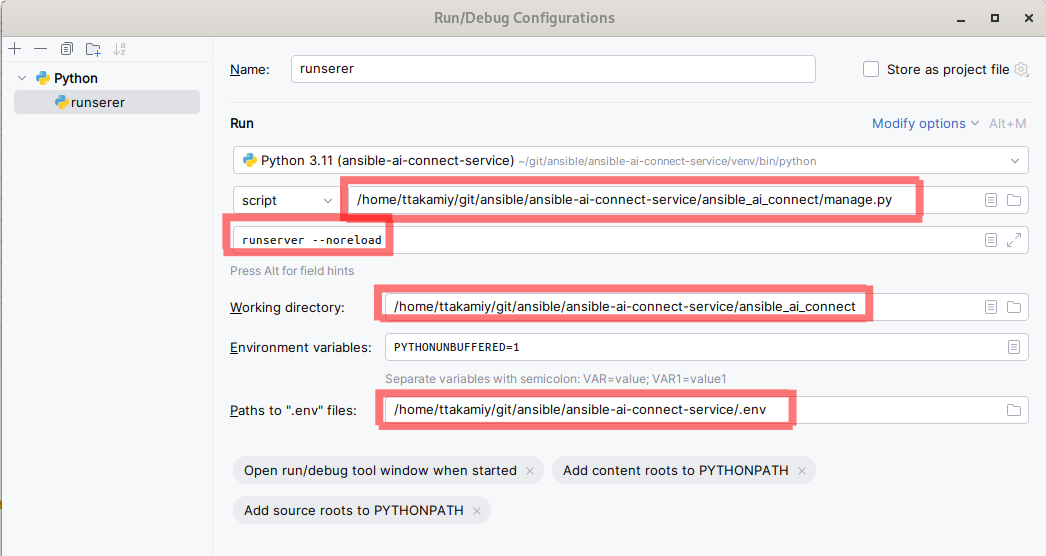 Run/Debug Configurations
Python
runserer
Name: runserer Store as project file
Run Modify options Alt+M
Python 3.11 (ansible-ai-connect-service) ~/git/ansible/ansible-ai-connect-service/venv/bin/python
script /home/ttakamiy/git/ansible/ansible-ai-connect-service/ansible_ai_connect/manage.py
runserver --noreload
Press Alt for field hints
Working directory: /home/ttakamiy/git/ansible/ansible-ai-connect-service/ansible_ai_connect
Environment variables: PYTHONUNBUFFERED=1
Separate variables with semicolon: VAR=value; VAR1=value1
Paths to ".env" files: /home/ttakamiy/git/ansible/ansible-ai-connect-service/.env
Open run/debug tool window when started × Add content roots to PYTHONPATH ×
Add source roots to PYTHONPATH ×